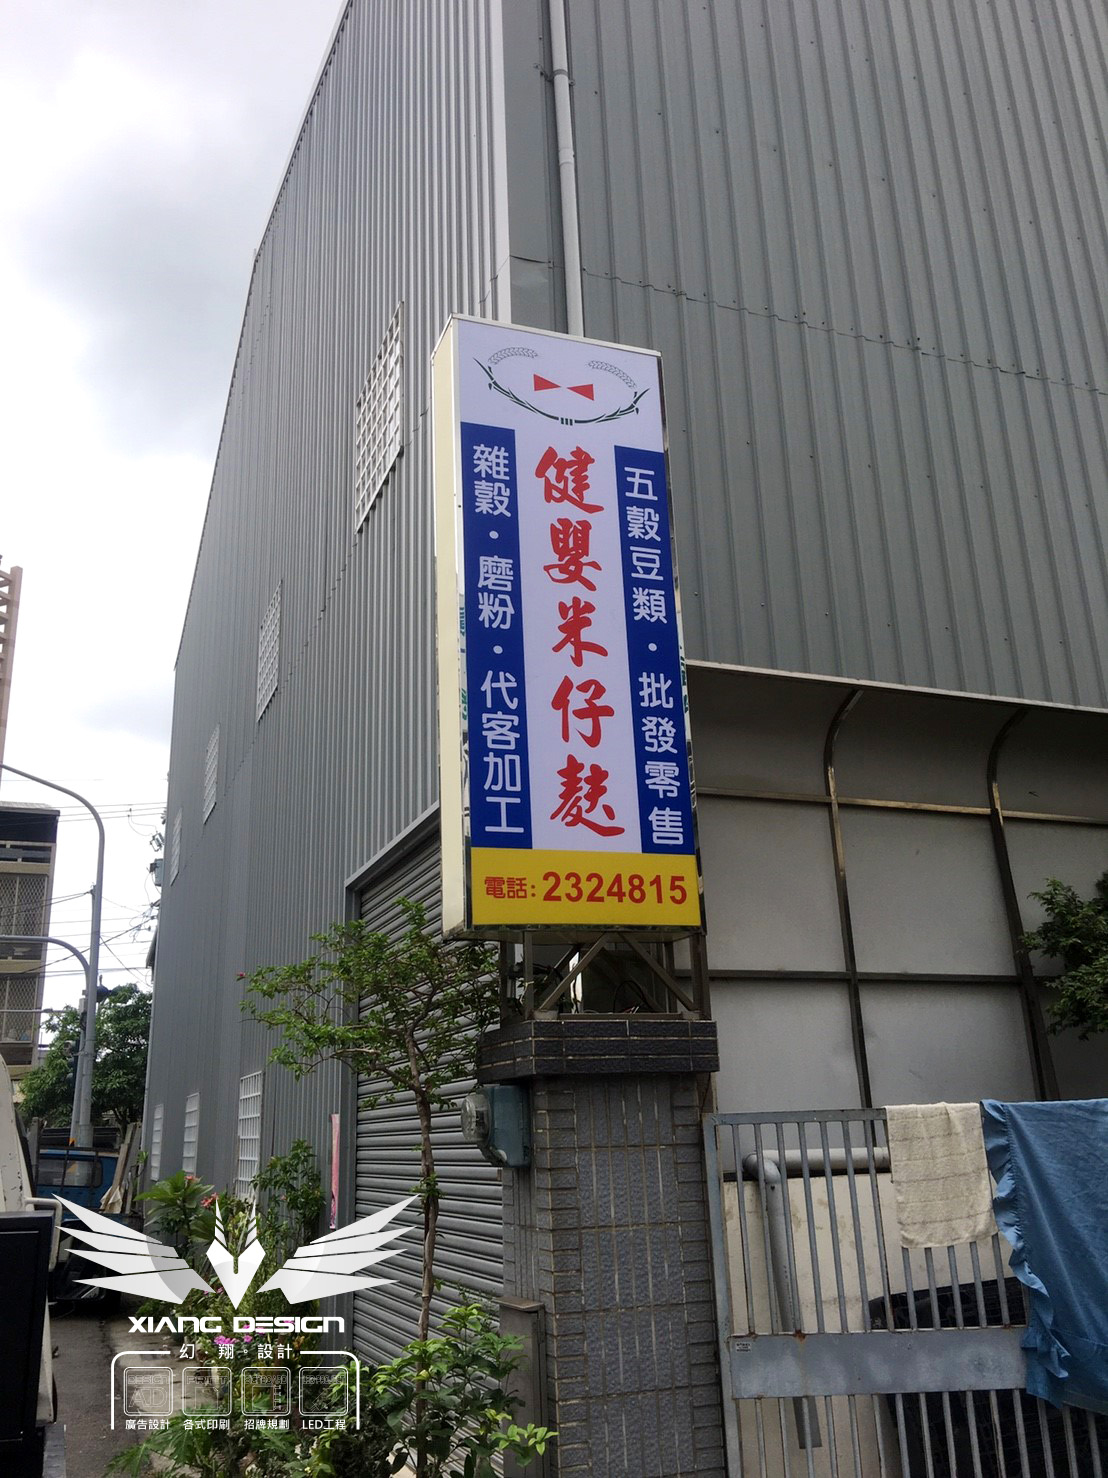 五穀豆類・批發零售
健嬰米仔麩
雜穀・磨粉・代客加工
電話:2324815
XIANG DESIGN
幻・翔・設計
廣告設計 各式印刷 招牌規劃 LED工程